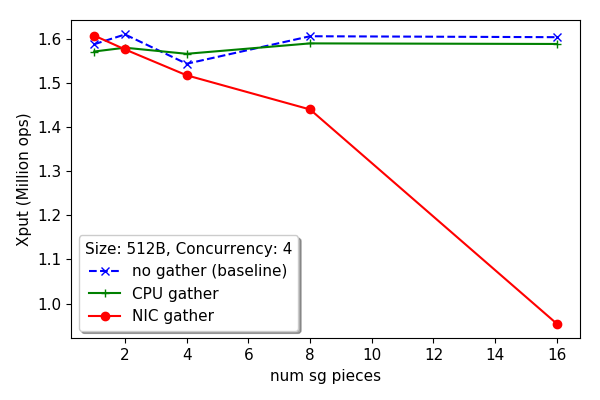 1.6
1.5
1.4
1.3
1.2
1.1
1.0
Xput (Million ops)
Size: 512B, Concurrency: 4
no gather (baseline)
CPU gather
NIC gather
2 4 6 8 10 12 14 16
num sg pieces